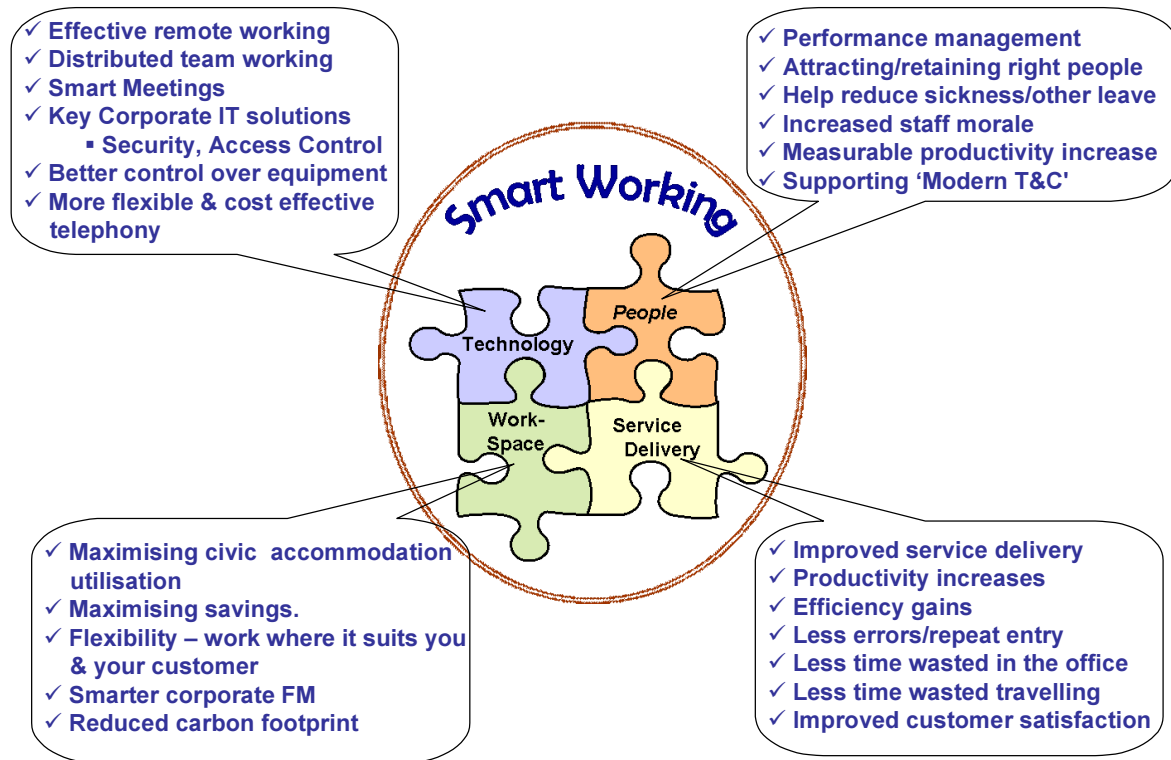 ✓ Effective remote working
✓ Distributed team working
✓ Smart Meetings
✓ Key Corporate IT solutions
▪ Security, Access Control
✓ Better control over equipment
✓ More flexible & cost effective
telephony
✓ Performance management
✓ Attracting/retaining right people
✓ Help reduce sickness/other leave
✓ Increased staff morale
✓ Measurable productivity increase
✓ Supporting ‘Modern T&C'
Smart Working
Technology
People
Work-
Space
Service
Delivery
✓ Maximising civic accommodation
utilisation
✓ Maximising savings.
✓ Flexibility – work where it suits you
& your customer
✓ Smarter corporate FM
✓ Reduced carbon footprint
✓ Improved service delivery
✓ Productivity increases
✓ Efficiency gains
✓ Less errors/repeat entry
✓ Less time wasted in the office
✓ Less time wasted travelling
✓ Improved customer satisfaction